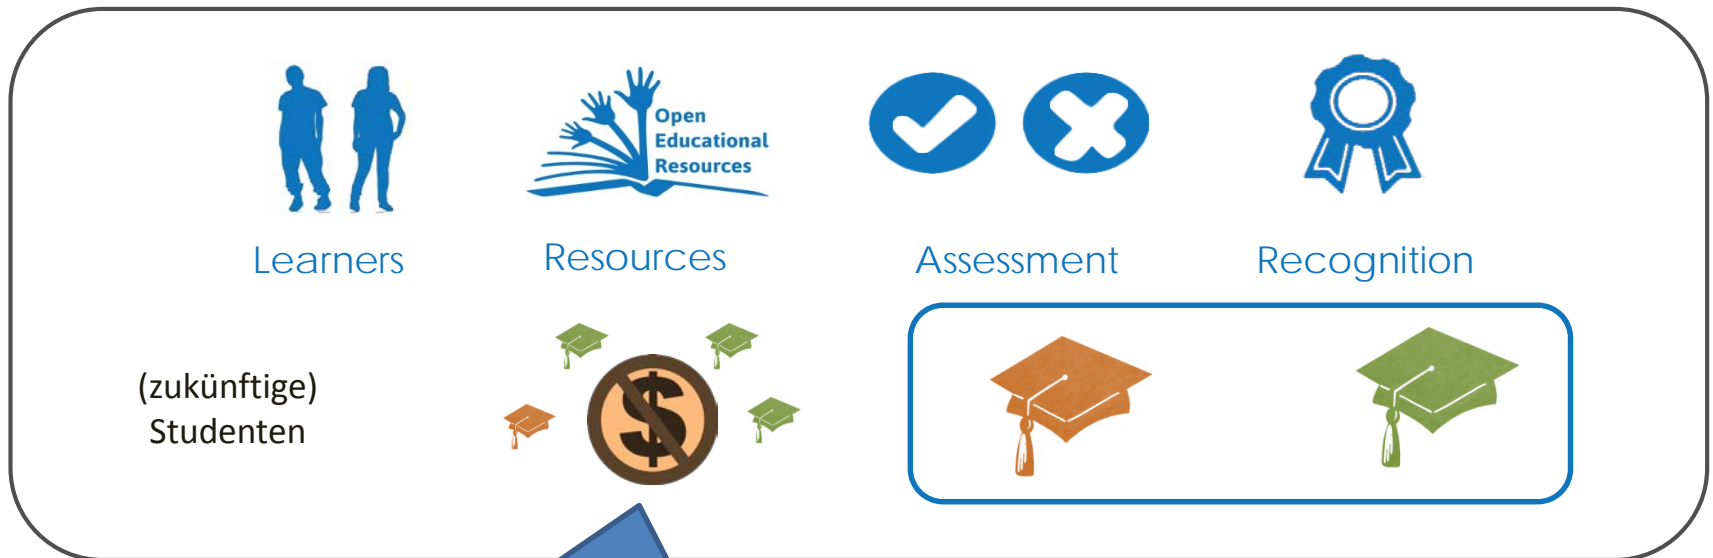 Open
Educational
Resources
Learners
Resources
Assessment
Recognition
(zukünftige)
Studenten
$